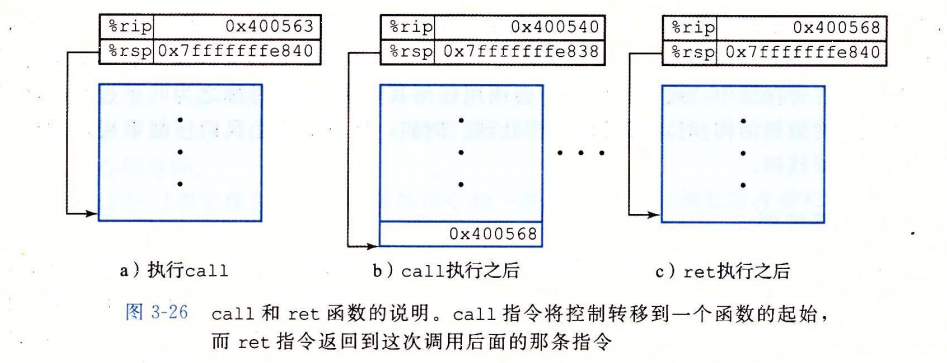 %rip 0x400563
%rsp 0x7fffffffe840
%rip 0x400540
%rsp 0x7fffffffe838
%rip 0x400568
%rsp 0x7fffffffe840
0x400568
a）执行call
b）call执行之后
c）ret执行之后
图 3-26 call 和 ret 函数的说明。call 指令将控制转移到一个函数的起始，
而 ret 指令返回到这次调用后面的那条指令